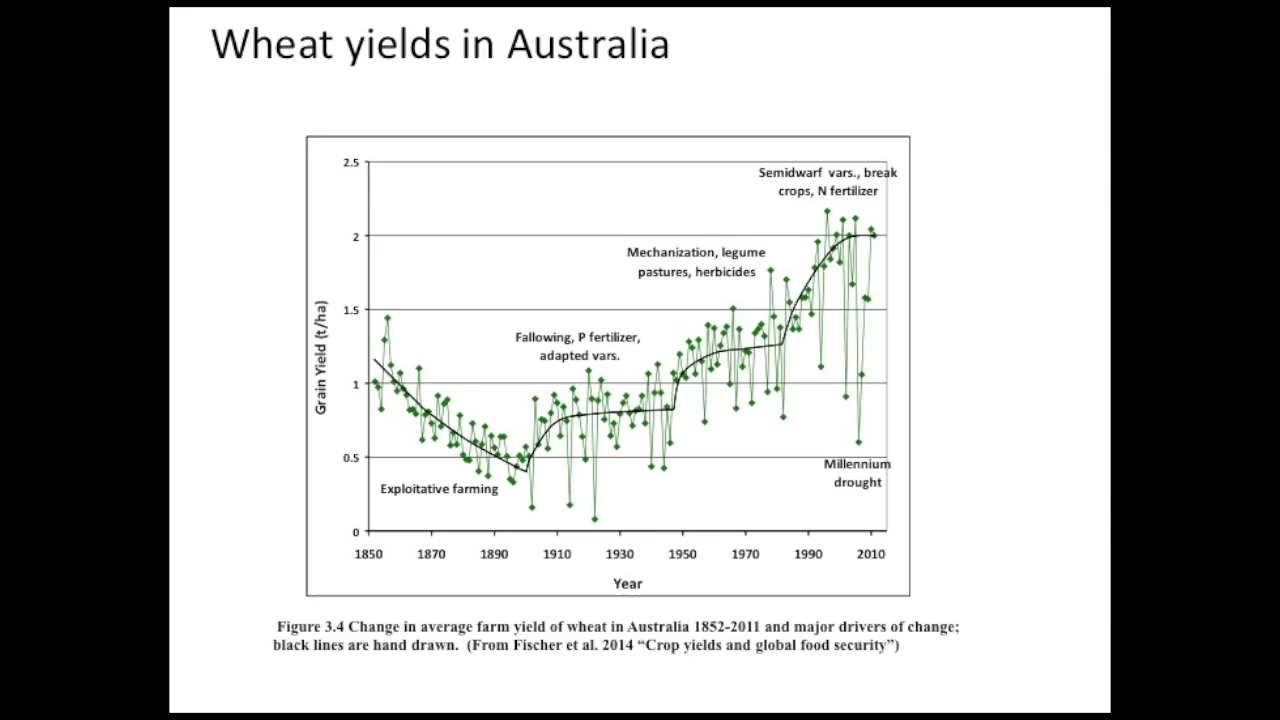 Wheat yields in Australia
2.5
2
1.5
1
0.5
0
Grain Yield (t/ha)
Semidwarf vars., break
crops, N fertilizer
Mechanization, legume
pastures, herbicides
Fallowing, P fertilizer,
adapted vars.
Exploitative farming
Millennium
drought
1850 1870 1890 1910 1930 1950 1970 1990 2010
Year
Figure 3.4 Change in average farm yield of wheat in Australia 1852-2011 and major drivers of change;
black lines are hand drawn. (From Fischer et al. 2014 “Crop yields and global food security”)